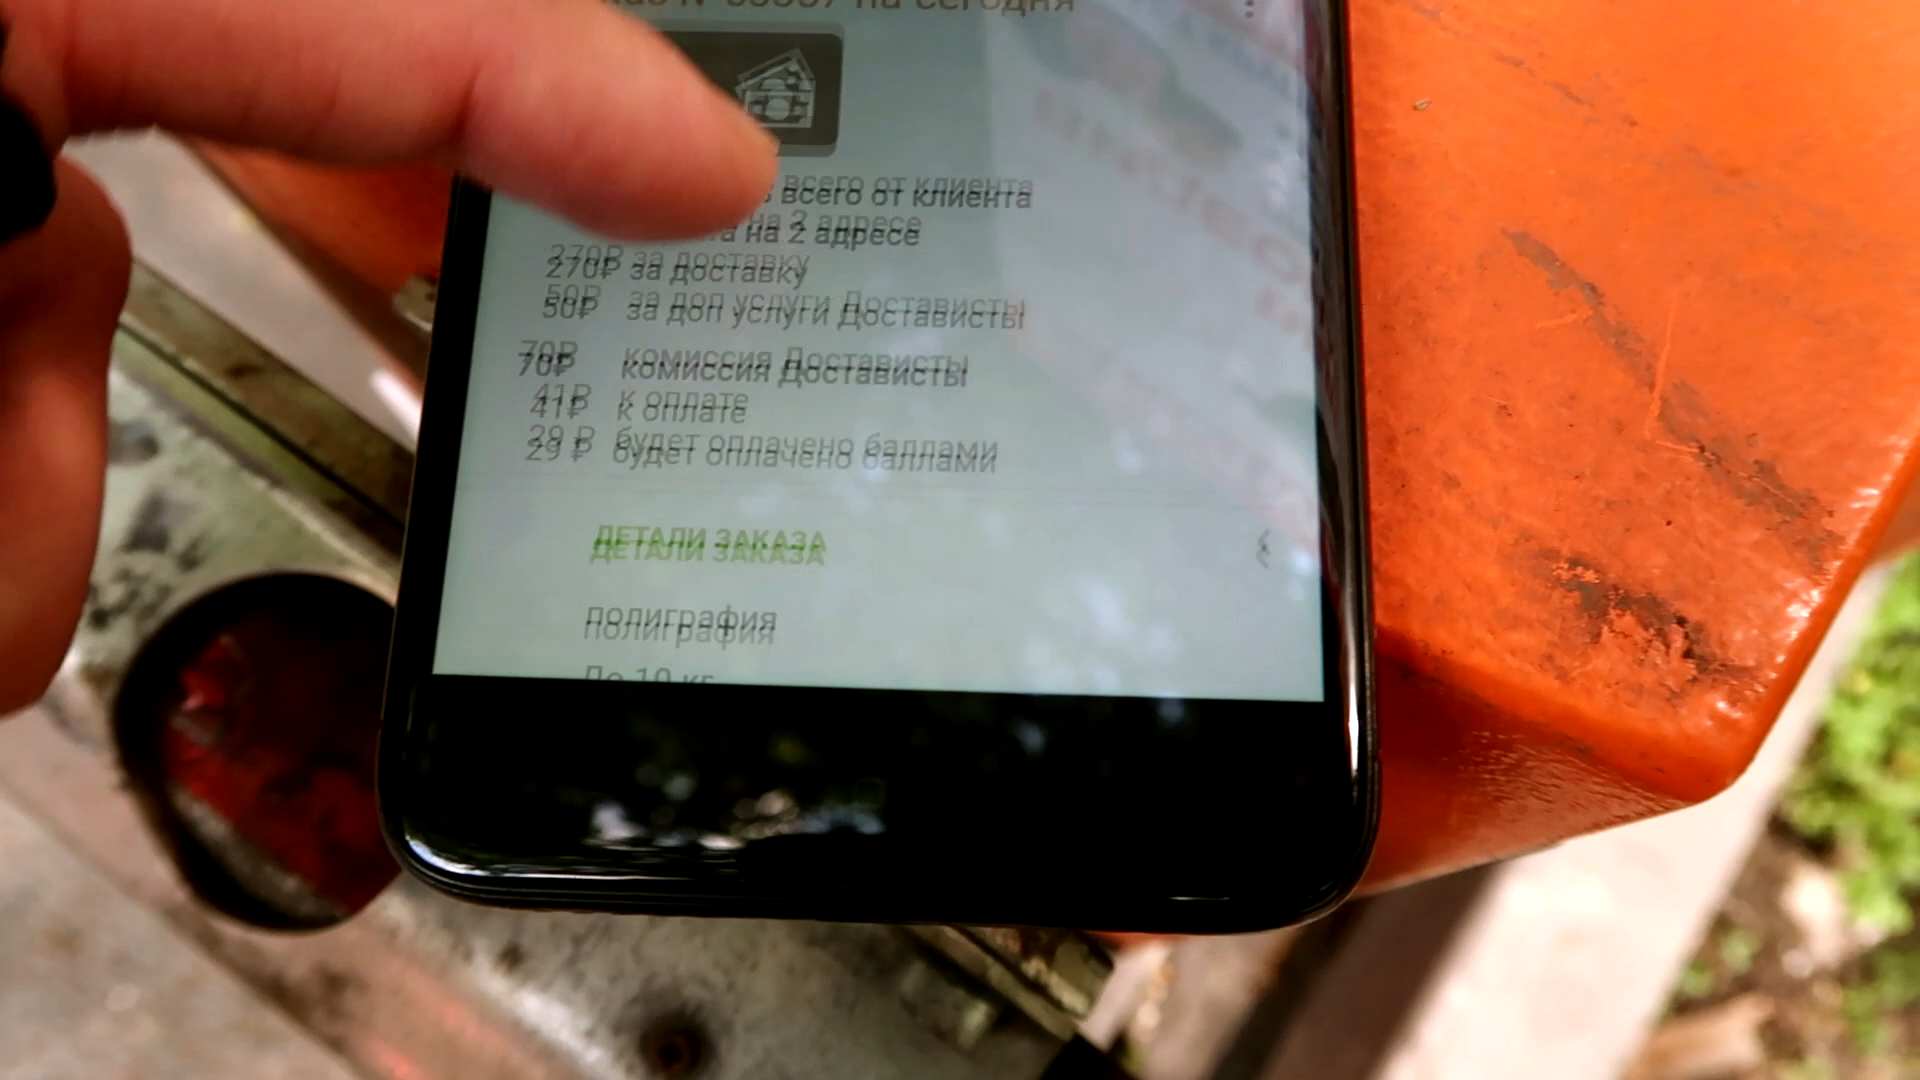 на сегодня
всего от клиента
на 2 адресе
270₽ за доставку
50₽ за доп услуги Достависты
70₽ комиссия Достависты
41₽ к оплате
29 ₽ будет оплачено баллами
ДЕТАЛИ ЗАКАЗА
полиграфия
До 10 кг